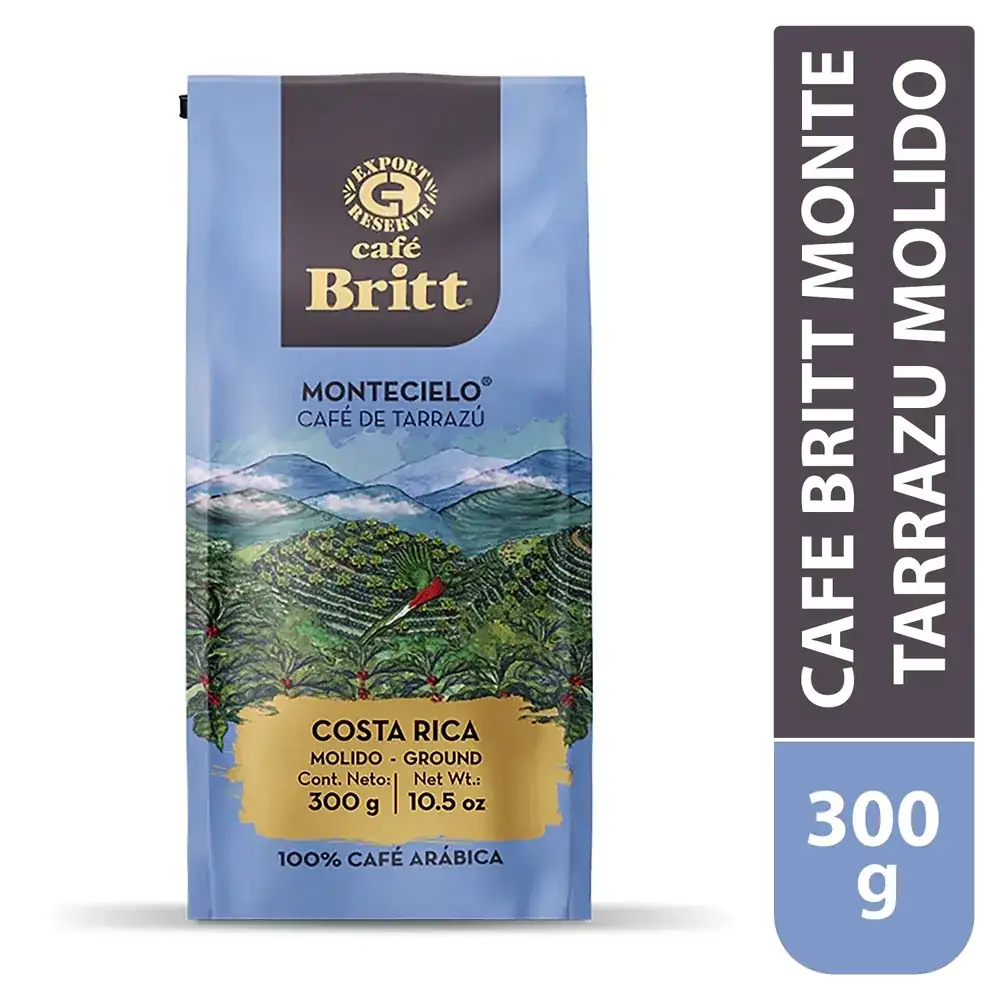 EXPORT
CB
RESERVE
café
Britt®
MONTECIELO®
CAFÉ DE TARRAZÚ
COSTA RICA
MOLIDO - GROUND
Cont. Neto: | Net Wt.:
300 g | 10.5 oz
100% CAFÉ ARÁBICA
CAFE BRITT MONTE
TARRAZU MOLIDO
300
g